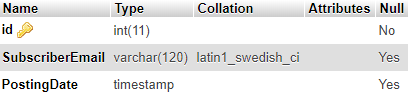 Name Type Collation Attributes Null
id int(11) No
SubscriberEmail varchar(120) latin1_swedish_ci Yes
PostingDate timestamp Yes